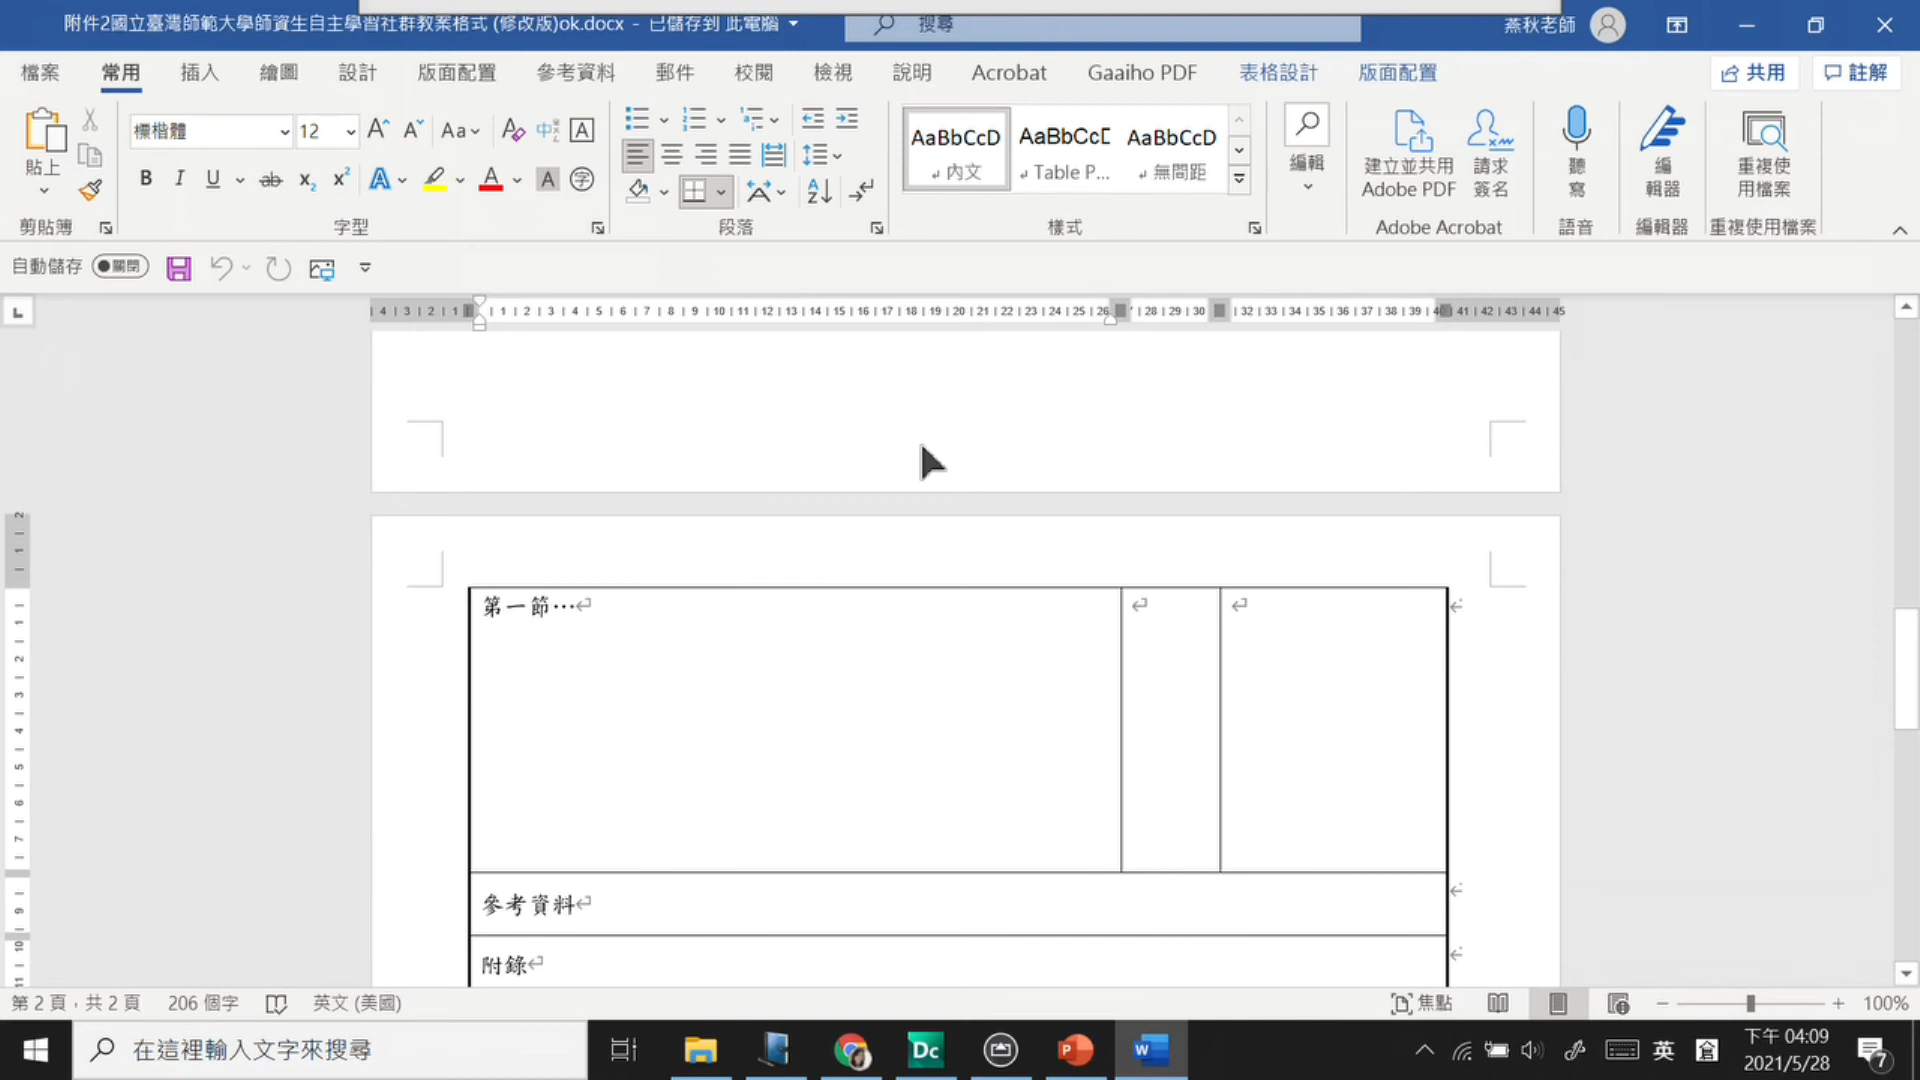 附件2國立臺灣師範大學師資生自主學習社群教案格式 (修改版)ok.docx - 已儲存到 此電腦
搜尋
燕秋老師
檔案 常用 插入 繪圖 設計 版面配置 參考資料 郵件 校閱 檢視 說明 Acrobat Gaaiho PDF 表格設計 版面配置 共用 註解
貼上
剪貼簿
標楷體 12
字型
段落
AaBbCcD AaBbCcD AaBbCcD
內文 Table P... 無間距
樣式
編輯
建立並共用
Adobe PDF
請求
簽名
Adobe Acrobat
聽
寫
語音
編
輯器
編輯器
重複使
用檔案
重複使用檔案
自動儲存 關閉
第一節…
參考資料
附錄
第 2 頁，共 2 頁 206 個字 英文 (美國) 焦點 100%
在這裡輸入文字來搜尋
Dc P W
英 倉
下午 04:09
2021/5/28
7